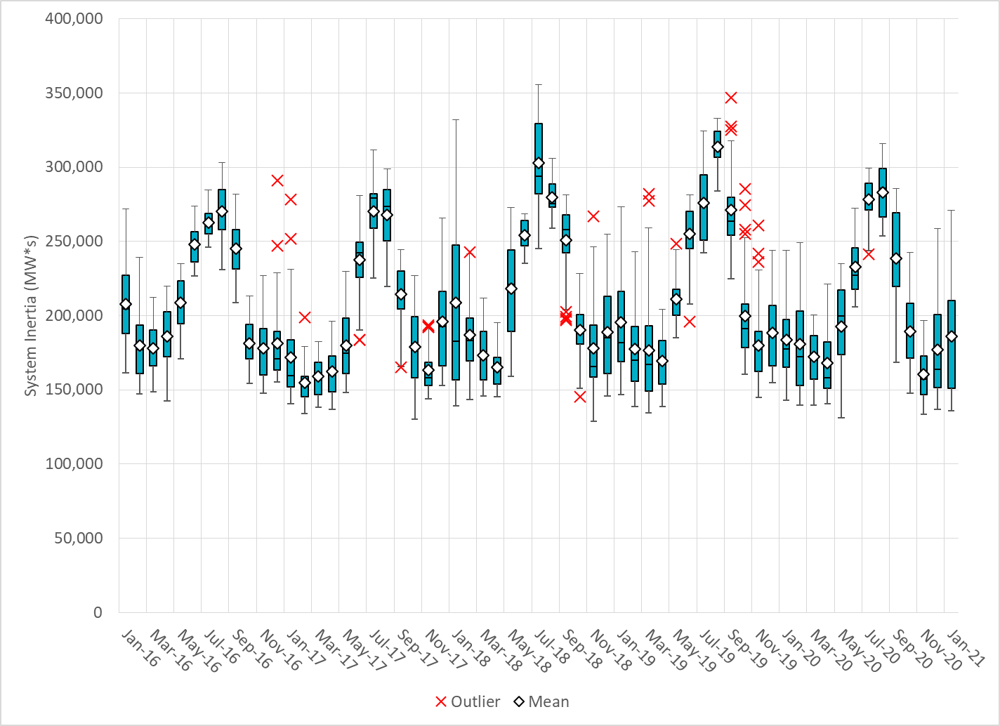 400,000
350,000
300,000
250,000
200,000
150,000
100,000
50,000
0
System Inertia (MW*s)
Jan-16
Mar-16
May-16
Jul-16
Sep-16
Nov-16
Jan-17
Mar-17
May-17
Jul-17
Sep-17
Nov-17
Jan-18
Mar-18
May-18
Jul-18
Sep-18
Nov-18
Jan-19
Mar-19
May-19
Jul-19
Sep-19
Nov-19
Jan-20
Mar-20
May-20
Jul-20
Sep-20
Nov-20
Jan-21
Outlier Mean